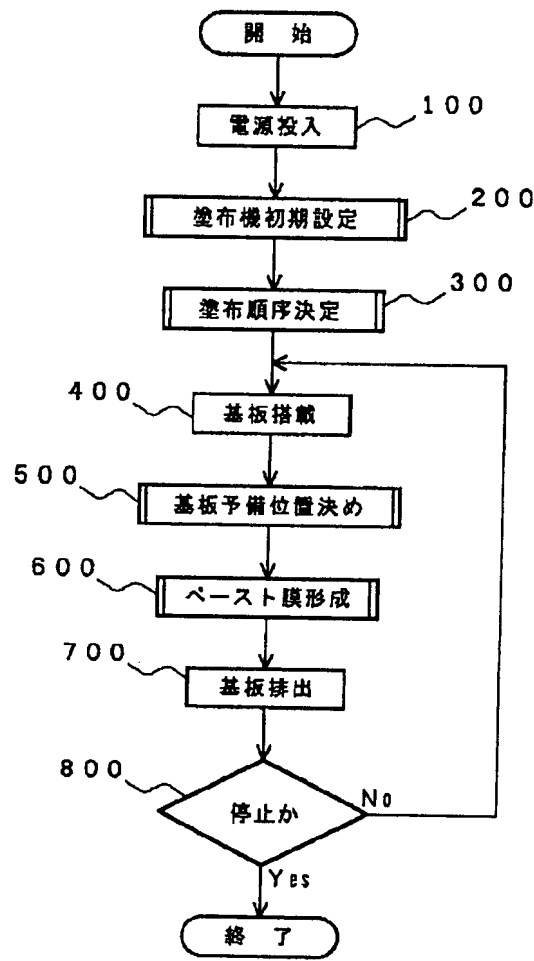 開 始
電源投入
100
塗布機初期設定
200
塗布順序決定
300
400
基板搭載
500
基板予備位置決め
600
ペースト膜形成
700
基板排出
800
停止か
No
Yes
終 了